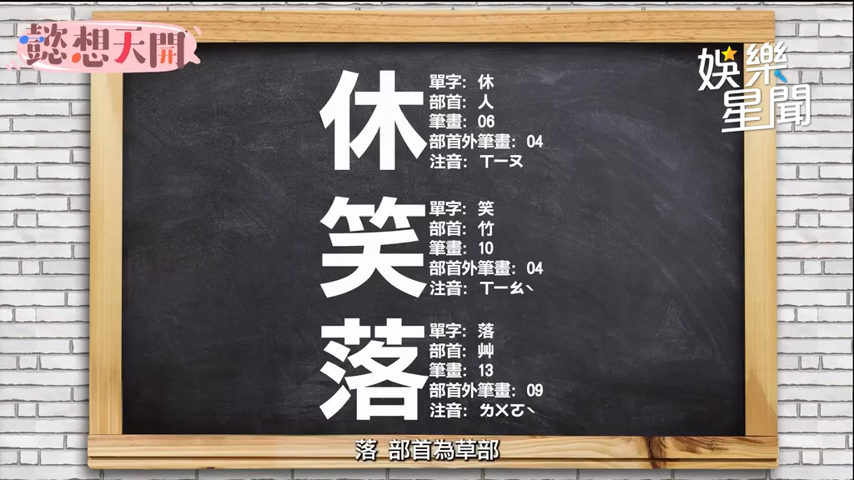 懿想天開
娛樂
星聞
休
單字：休
部首：人
筆畫：06
部首外筆畫：04
注音：ㄒㄧㄡ
笑
單字：笑
部首：竹
筆畫：10
部首外筆畫：04
注音：ㄒㄧㄠˋ
落
單字：落
部首：艸
筆畫：13
部首外筆畫：09
注音：ㄌㄨㄛˋ
落 部首為草部